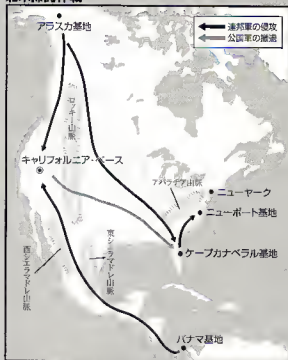 アラスカ基地
連邦軍の侵攻
公国軍の撤退
ロッキー山脈
キャリフォルニア・ベース
アパラチア山脈
ニューヤーク
ニューポート基地
ケープカナベラル基地
西シエラマドレ山脈
東シエラマドレ山脈
パナマ基地